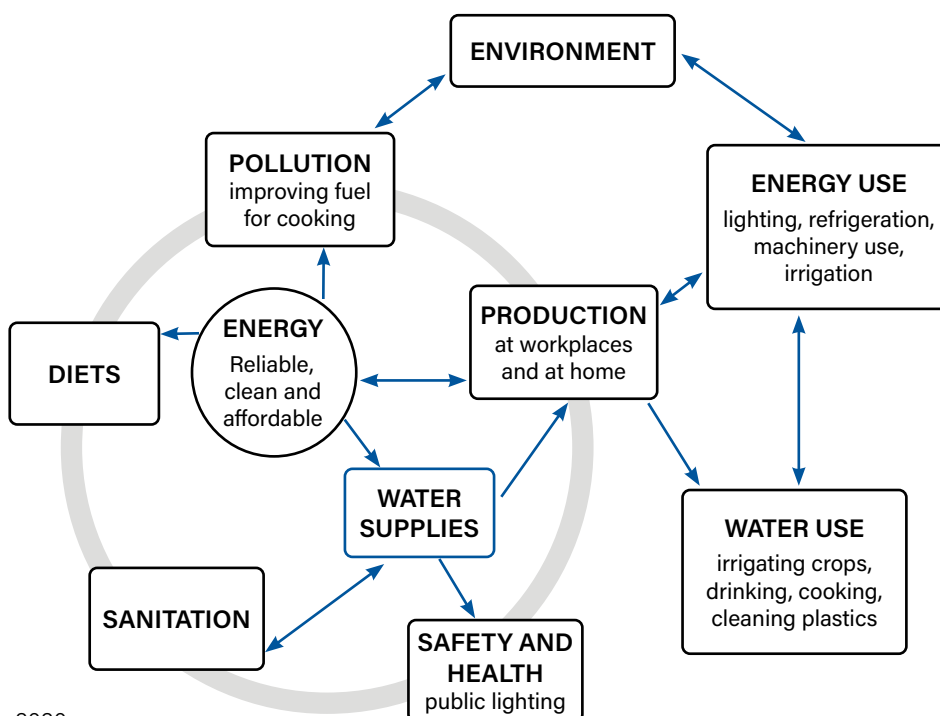 ENVIRONMENT
POLLUTION
improving fuel
for cooking
ENERGY USE
lighting, refrigeration,
machinery use,
irrigation
ENERGY
Reliable,
clean and
affordable
PRODUCTION
at workplaces
and at home
DIETS
WATER
SUPPLIES
WATER USE
irrigating crops,
drinking, cooking,
cleaning plastics
SANITATION
SAFETY AND
HEALTH
public lighting